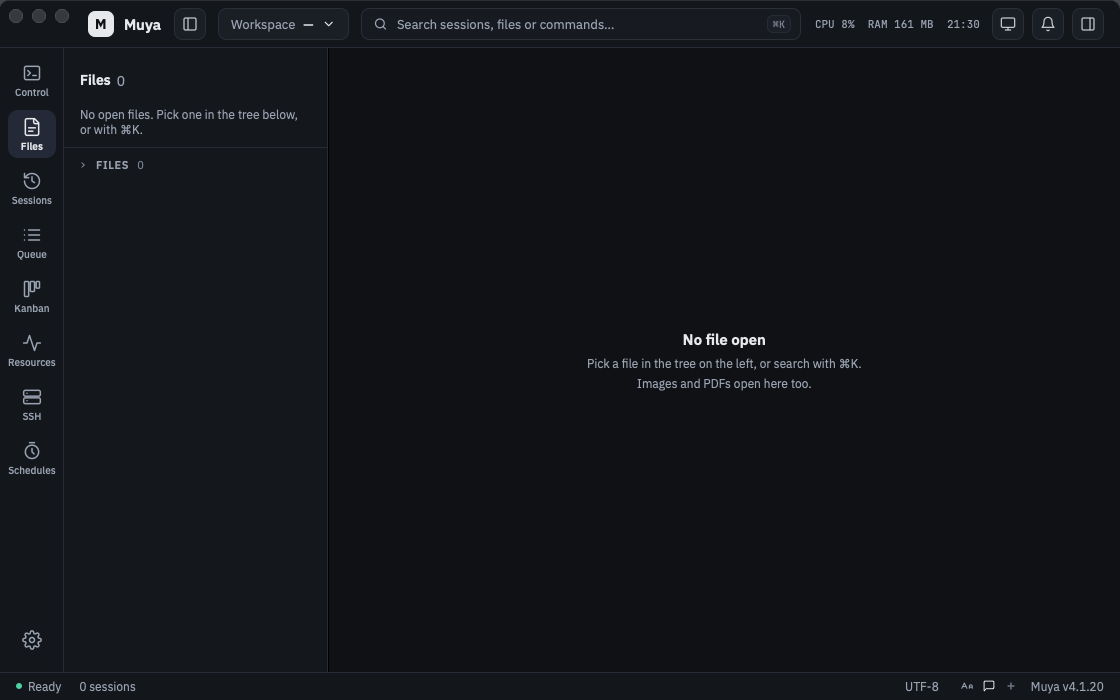 M Muya Workspace — Search sessions, files or commands... ⌘K CPU 8% RAM 161 MB 21:30
Control
Files
Sessions
Queue
Kanban
Resources
SSH
Schedules
Files 0
No open files. Pick one in the tree below,
or with ⌘K.
FILES 0
No file open
Pick a file in the tree on the left, or search with ⌘K.
Images and PDFs open here too.
Ready 0 sessions UTF-8 Aa + Muya v4.1.20